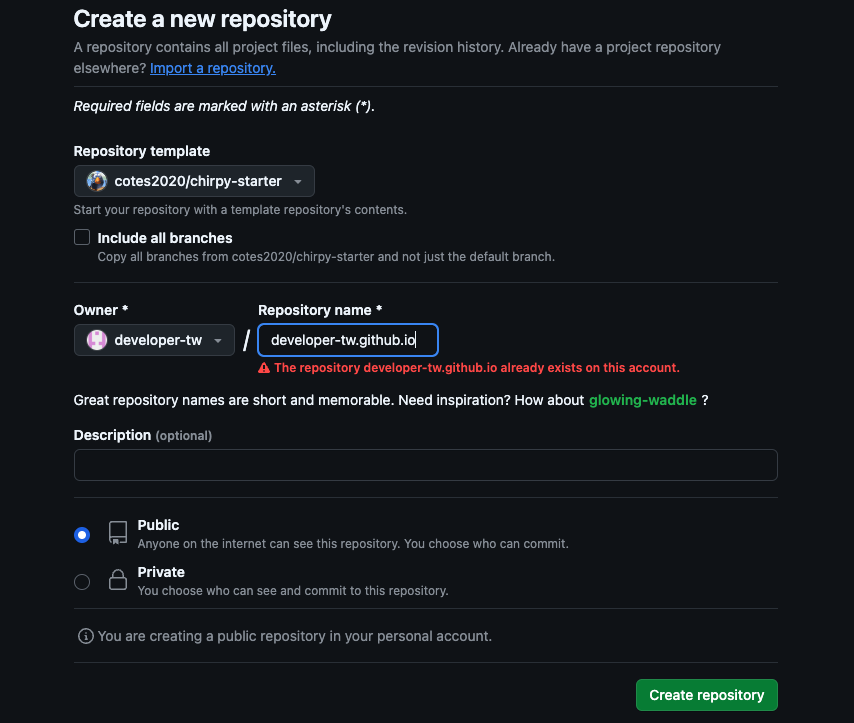 Create a new repository
A repository contains all project files, including the revision history. Already have a project repository
elsewhere? Import a repository.
Required fields are marked with an asterisk (*).
Repository template
cotes2020/chirpy-starter
Start your repository with a template repository's contents.
Include all branches
Copy all branches from cotes2020/chirpy-starter and not just the default branch.
Owner * Repository name *
developer-tw / developer-tw.github.io
The repository developer-tw.github.io already exists on this account.
Great repository names are short and memorable. Need inspiration? How about glowing-waddle ?
Description (optional)
Public
Anyone on the internet can see this repository. You choose who can commit.
Private
You choose who can see and commit to this repository.
You are creating a public repository in your personal account.
Create repository